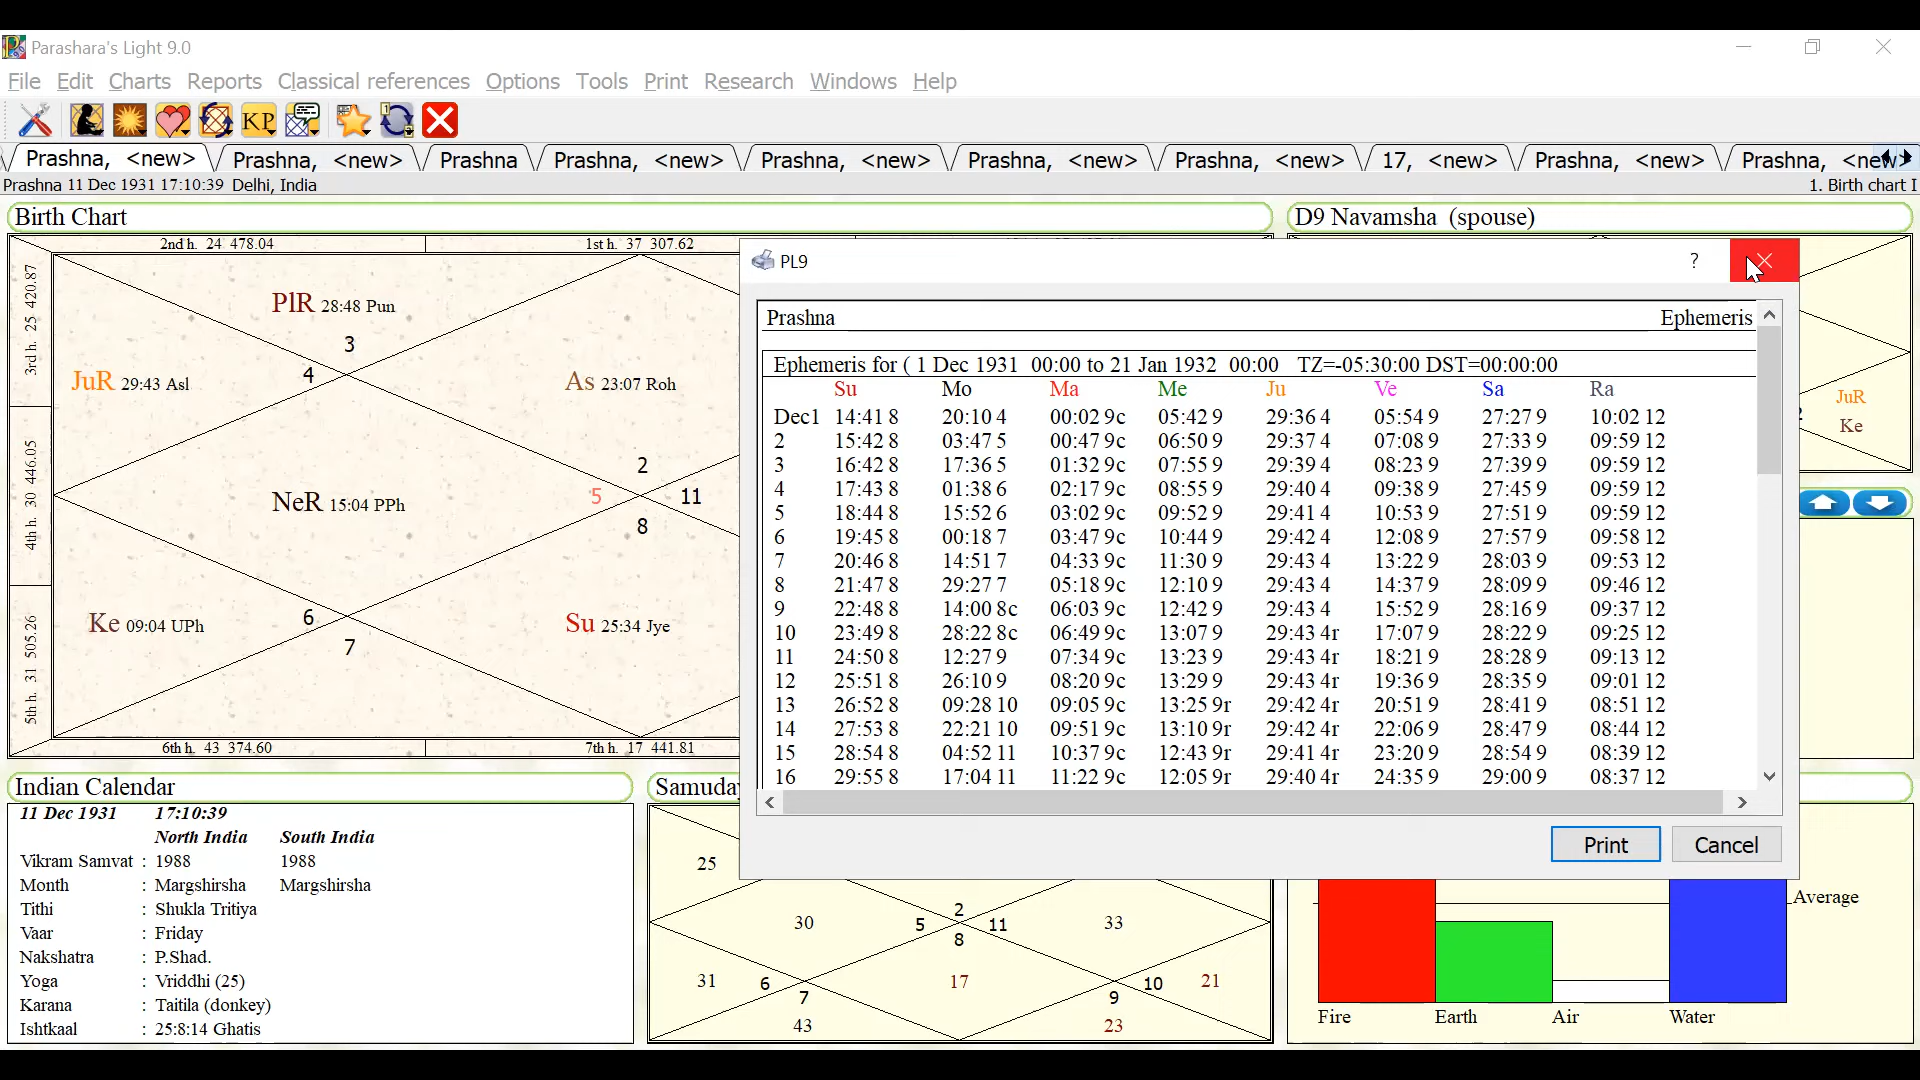 Parashara's Light 9.0
File Edit Charts Reports Classical references Options Tools Print Research Windows Help
KP
Prashna, <new> Prashna, <new> Prashna Prashna, <new> Prashna, <new> Prashna, <new> Prashna, <new> 17, <new> Prashna, <new> Prashna, <new>
Prashna 11 Dec 1931 17:10:39 Delhi, India 1. Birth chart I
Birth Chart
2nd h. 24 478.04 1st h. 37 307.62
3rd h. 25 420.87
4th h. 30 446.05
5th h. 31 505.26
PlR 28:48 Pun
3
4
JuR 29:43 Asl
As 23:07 Roh
2
5 11
8
NeR 15:04 PPh
6
7
Ke 09:04 UPh
Su 25:34 Jye
6th h. 43 374.60 7th h. 17 441.81
D9 Navamsha (spouse)
JuR
Ke
PL9 ?
Prashna Ephemeris
Ephemeris for ( 1 Dec 1931 00:00 to 21 Jan 1932 00:00 TZ=-05:30:00 DST=00:00:00
Su Mo Ma Me Ju Ve Sa Ra
Dec1 14:41 8 20:10 4 00:02 9c 05:42 9 29:36 4 05:54 9 27:27 9 10:02 12
2 15:42 8 03:47 5 00:47 9c 06:50 9 29:37 4 07:08 9 27:33 9 09:59 12
3 16:42 8 17:36 5 01:32 9c 07:55 9 29:39 4 08:23 9 27:39 9 09:59 12
4 17:43 8 01:38 6 02:17 9c 08:55 9 29:40 4 09:38 9 27:45 9 09:59 12
5 18:44 8 15:52 6 03:02 9c 09:52 9 29:41 4 10:53 9 27:51 9 09:59 12
6 19:45 8 00:18 7 03:47 9c 10:44 9 29:42 4 12:08 9 27:57 9 09:58 12
7 20:46 8 14:51 7 04:33 9c 11:30 9 29:43 4 13:22 9 28:03 9 09:53 12
8 21:47 8 29:27 7 05:18 9c 12:10 9 29:43 4 14:37 9 28:09 9 09:46 12
9 22:48 8 14:00 8c 06:03 9c 12:42 9 29:43 4 15:52 9 28:16 9 09:37 12
10 23:49 8 28:22 8c 06:49 9c 13:07 9 29:43 4r 17:07 9 28:22 9 09:25 12
11 24:50 8 12:27 9 07:34 9c 13:23 9 29:43 4r 18:21 9 28:28 9 09:13 12
12 25:51 8 26:10 9 08:20 9c 13:29 9 29:43 4r 19:36 9 28:35 9 09:01 12
13 26:52 8 09:28 10 09:05 9c 13:25 9r 29:42 4r 20:51 9 28:41 9 08:51 12
14 27:53 8 22:21 10 09:51 9c 13:10 9r 29:42 4r 22:06 9 28:47 9 08:44 12
15 28:54 8 04:52 11 10:37 9c 12:43 9r 29:41 4r 23:20 9 28:54 9 08:39 12
16 29:55 8 17:04 11 11:22 9c 12:05 9r 29:40 4r 24:35 9 29:00 9 08:37 12
Print Cancel
Indian Calendar
11 Dec 1931 17:10:39
North India South India
Vikram Samvat : 1988 1988
Month : Margshirsha Margshirsha
Tithi : Shukla Tritiya
Vaar : Friday
Nakshatra : P.Shad.
Yoga : Vriddhi (25)
Karana : Taitila (donkey)
Ishtkaal : 25:8:14 Ghatis
Samuda
25
2
30 5 11 33
8
31 6 17 10 21
7 9
43 23
Average
Fire Earth Air Water